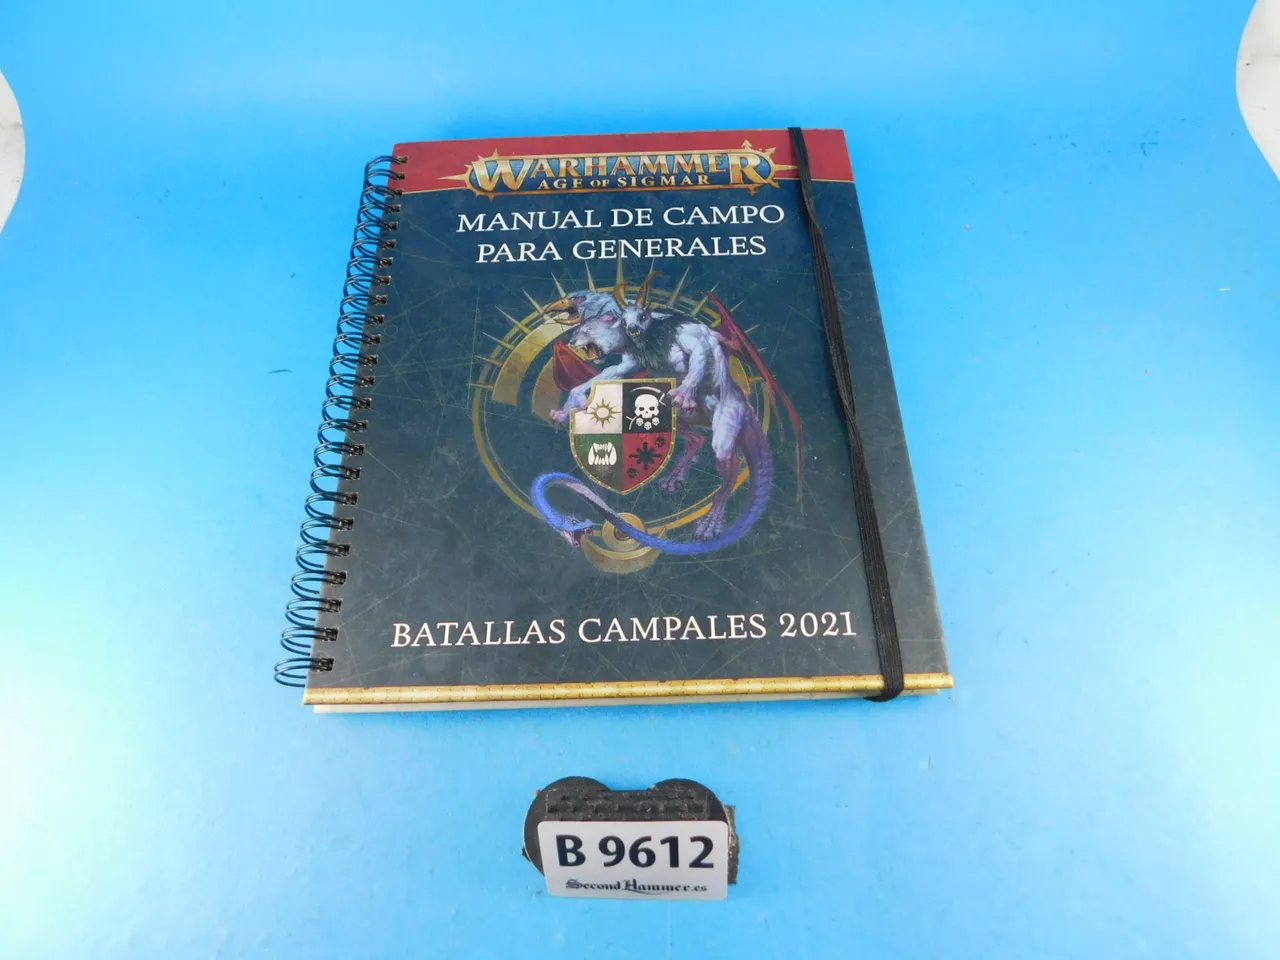 WARHAMMER
AGE OF SIGMAR
MANUAL DE CAMPO
PARA GENERALES
BATALLAS CAMPALES 2021
B 9612
SecondHammer.es